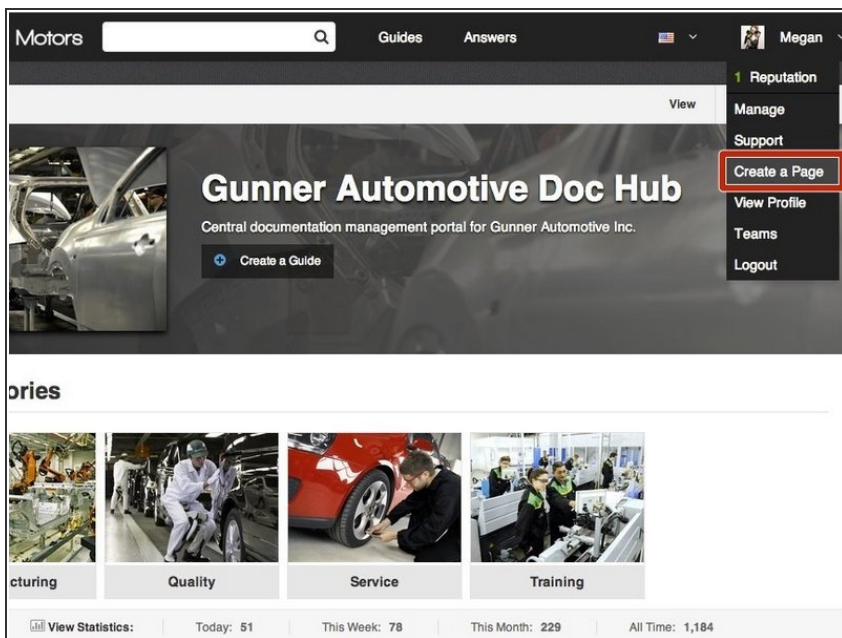 Motors
Guides
Answers
Megan
1 Reputation
View
Manage
Support
Create a Page
View Profile
Teams
Logout
Gunner Automotive Doc Hub
Central documentation management portal for Gunner Automotive Inc.
Create a Guide
ories
cturing
Quality
Service
Training
View Statistics: Today: 51 This Week: 78 This Month: 229 All Time: 1,184